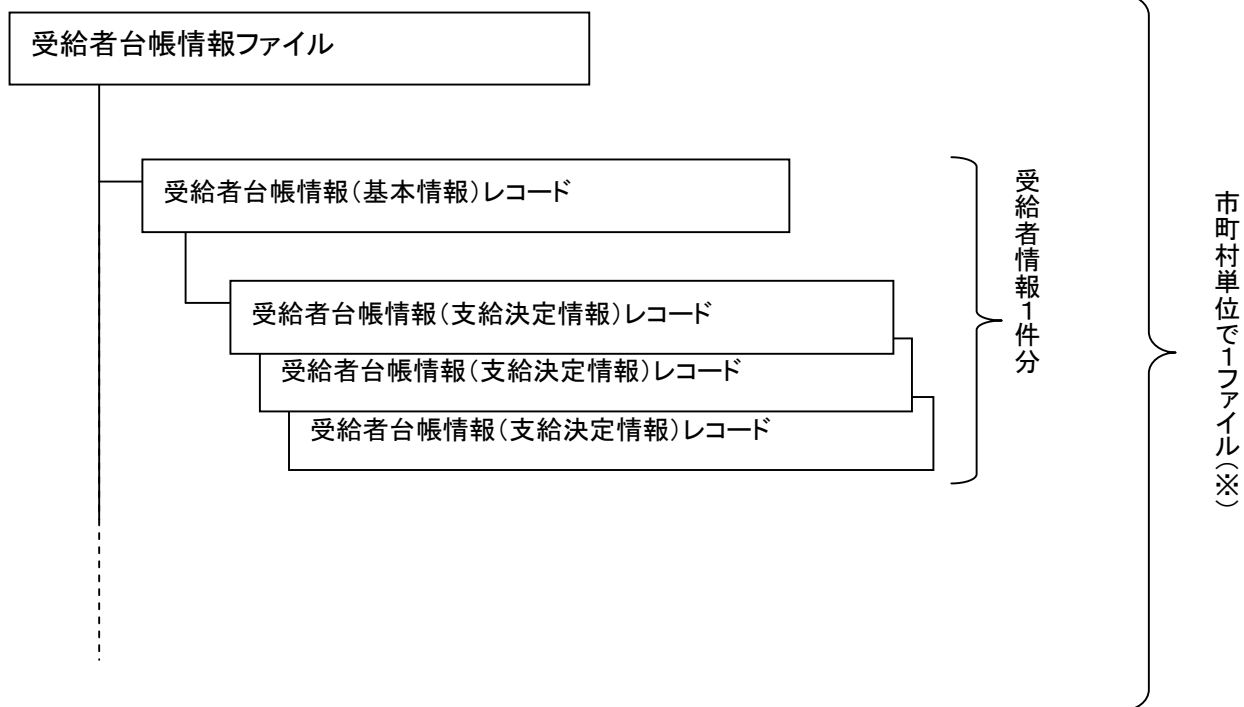 受給者台帳情報ファイル
受給者台帳情報（基本情報）レコード
受給者台帳情報（支給決定情報）レコード
受給者台帳情報（支給決定情報）レコード
受給者台帳情報（支給決定情報）レコード
受給者情報１件分
市町村単位で１ファイル（※）